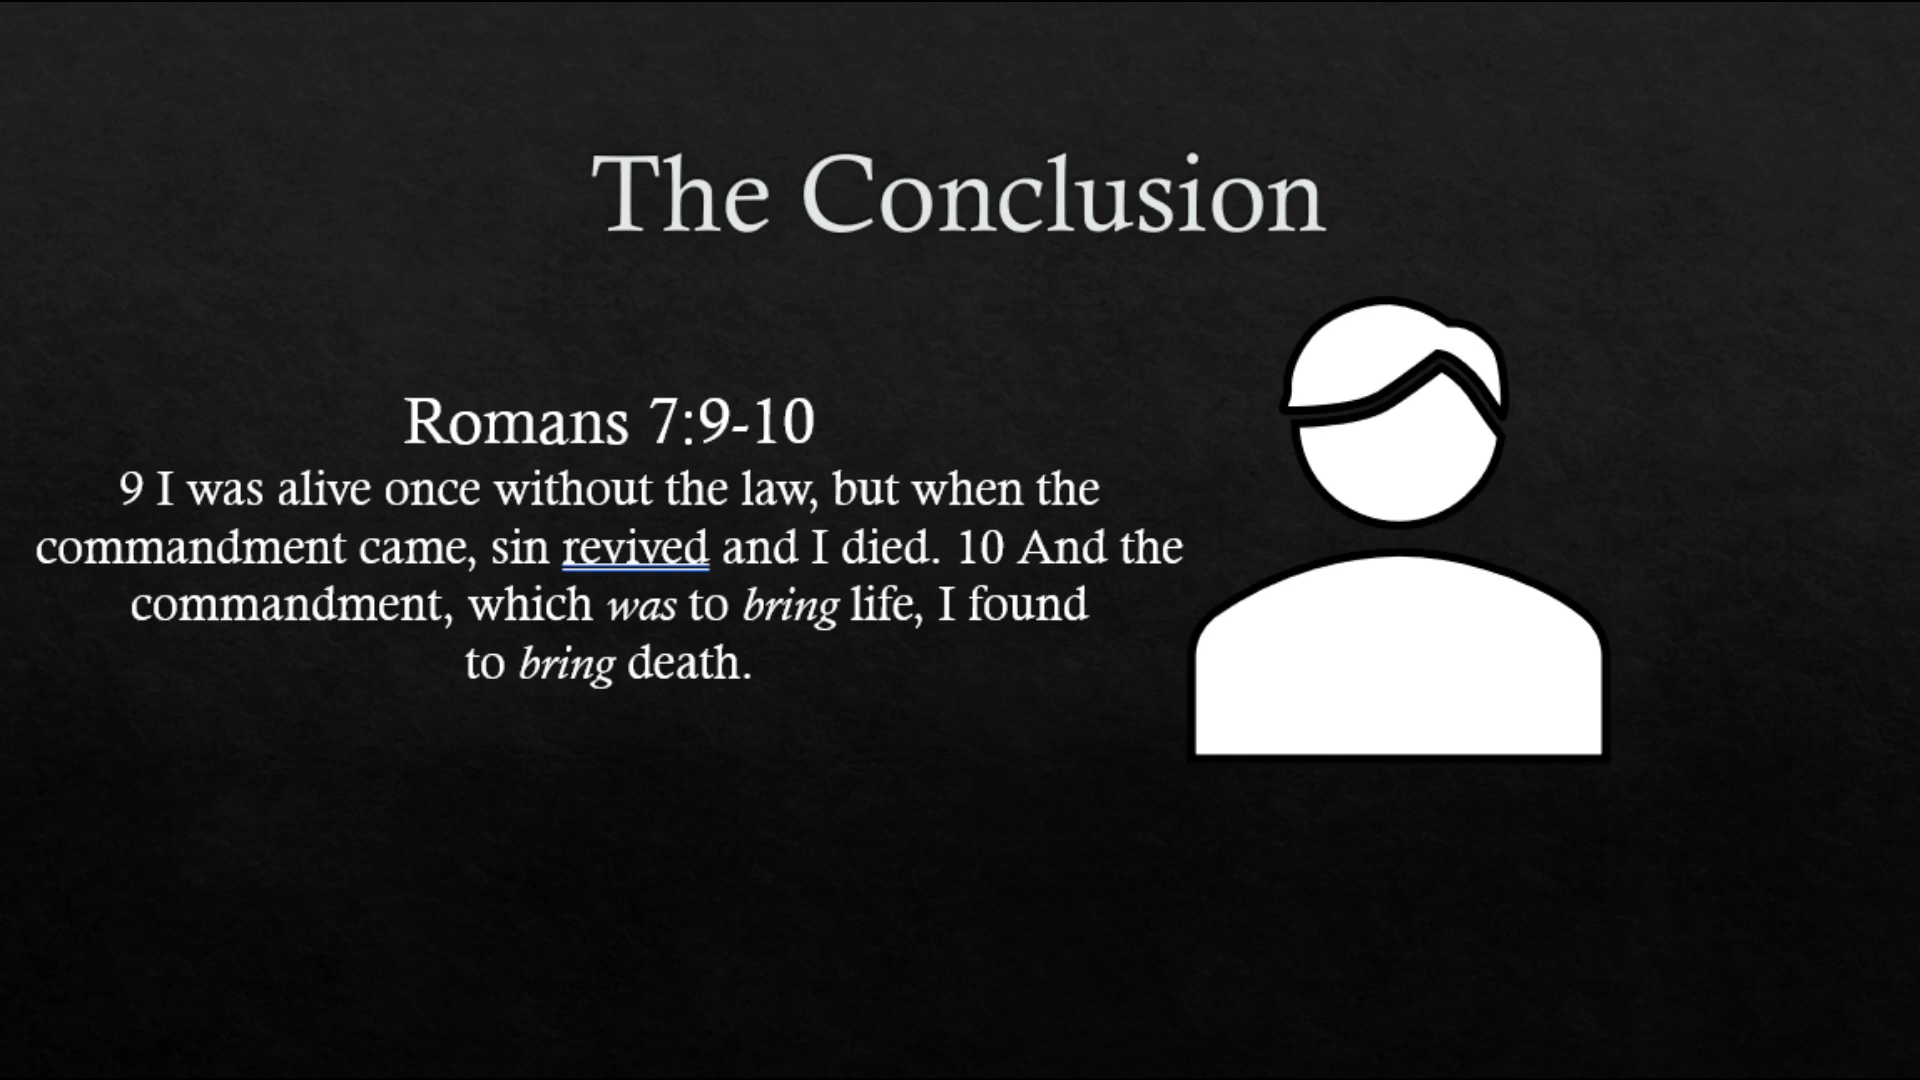 The Conclusion
Romans 7:9-10
9 I was alive once without the law, but when the
commandment came, sin revived and I died. 10 And the
commandment, which was to bring life, I found
to bring death.